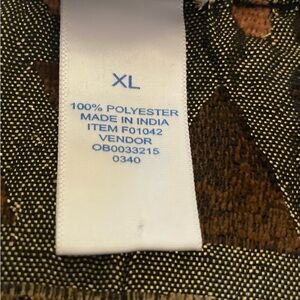 XL
100% POLYESTER
MADE IN INDIA
ITEM F01042
VENDOR
OB0033215
0340